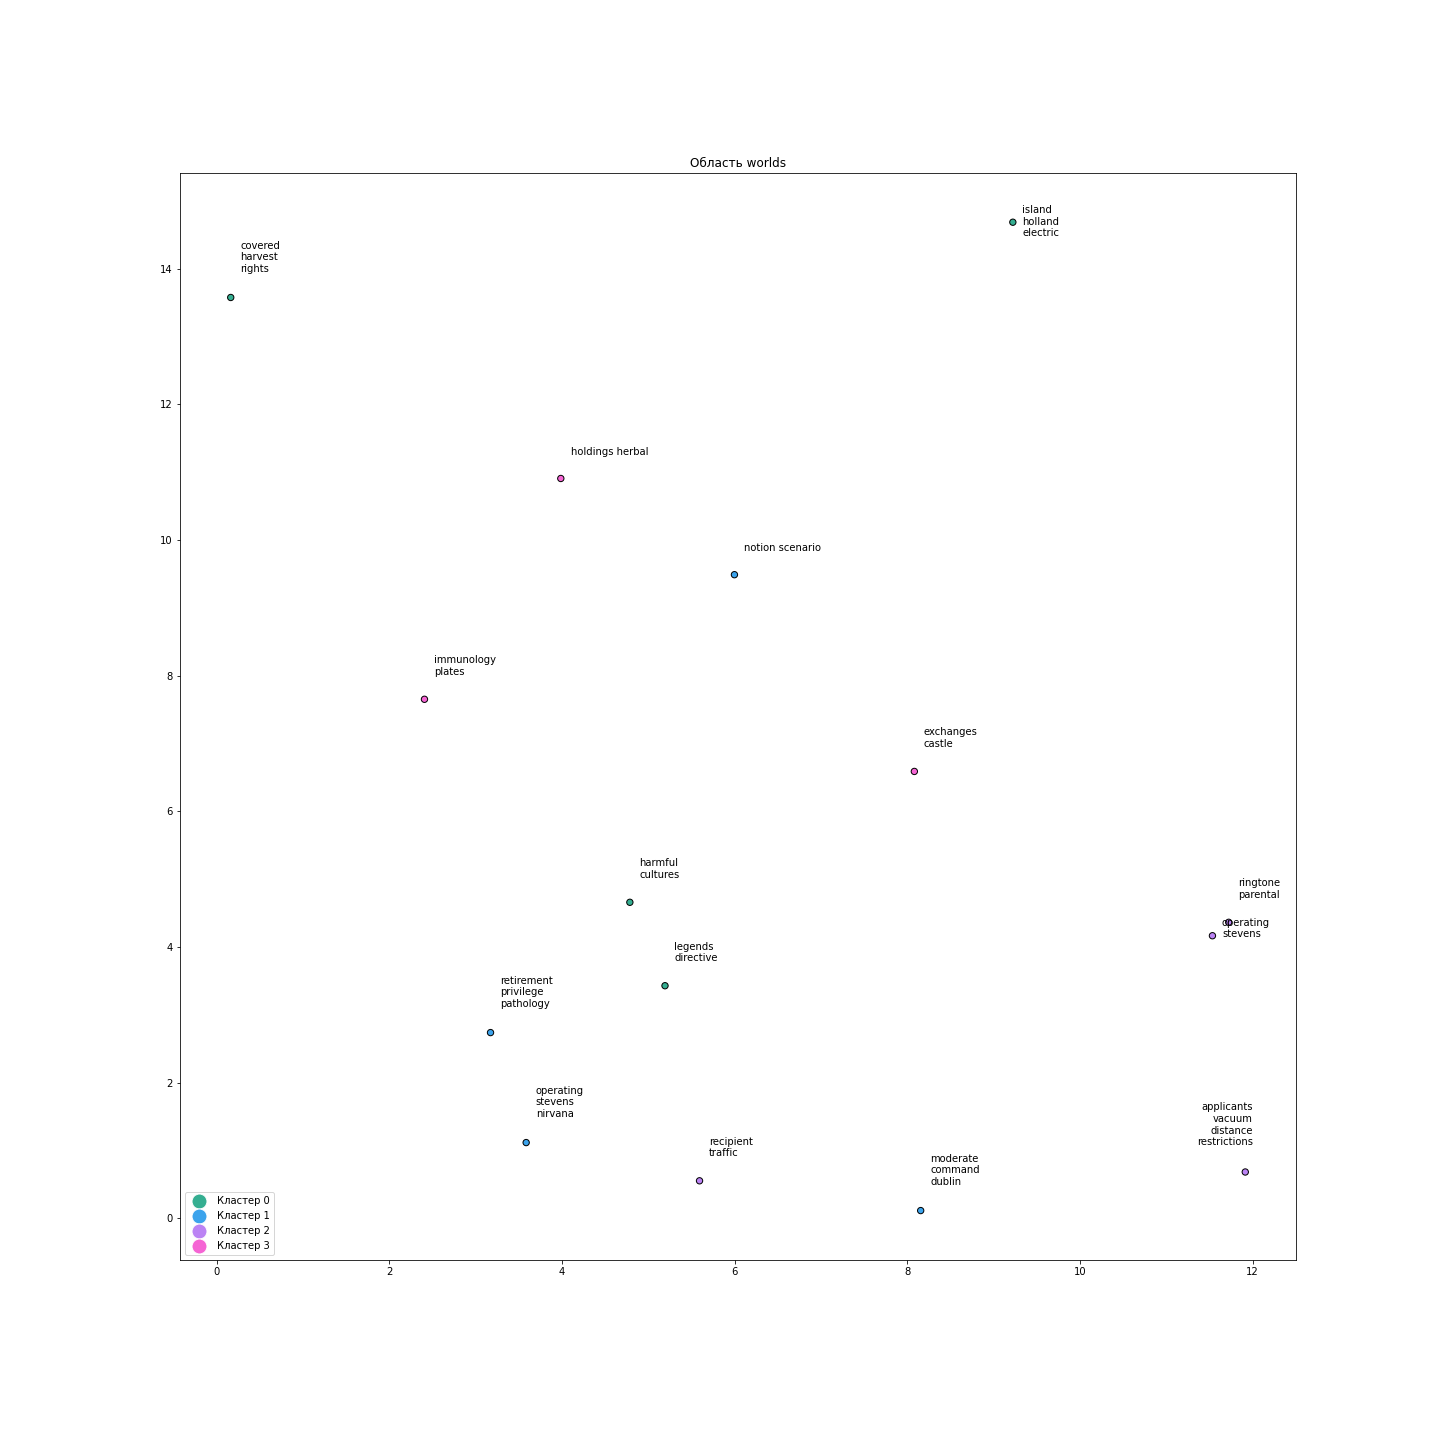 Область worlds
island
holland
electric
covered
harvest
rights
14
12
holdings herbal
10
notion scenario
immunology
plates
8
exchanges
castle
6
harmful
cultures
ringtone
parental
operating
stevens
4
legends
directive
retirement
privilege
pathology
2
operating
stevens
nirvana
applicants
vacuum
distance
restrictions
recipient
traffic
moderate
command
dublin
0
Кластер 0
Кластер 1
Кластер 2
Кластер 3
0 2 4 6 8 10 12